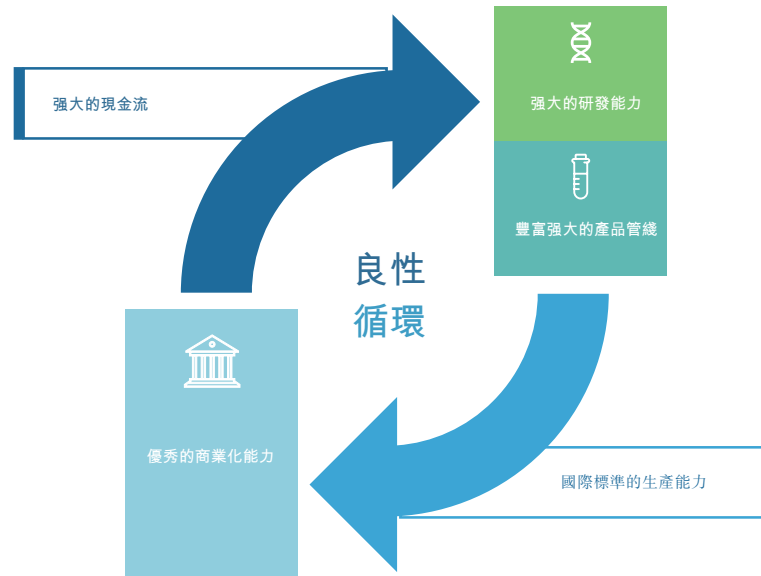 强大的現金流
强大的研發能力
豐富强大的產品管綫
良性
循環
優秀的商業化能力
國際標準的生產能力